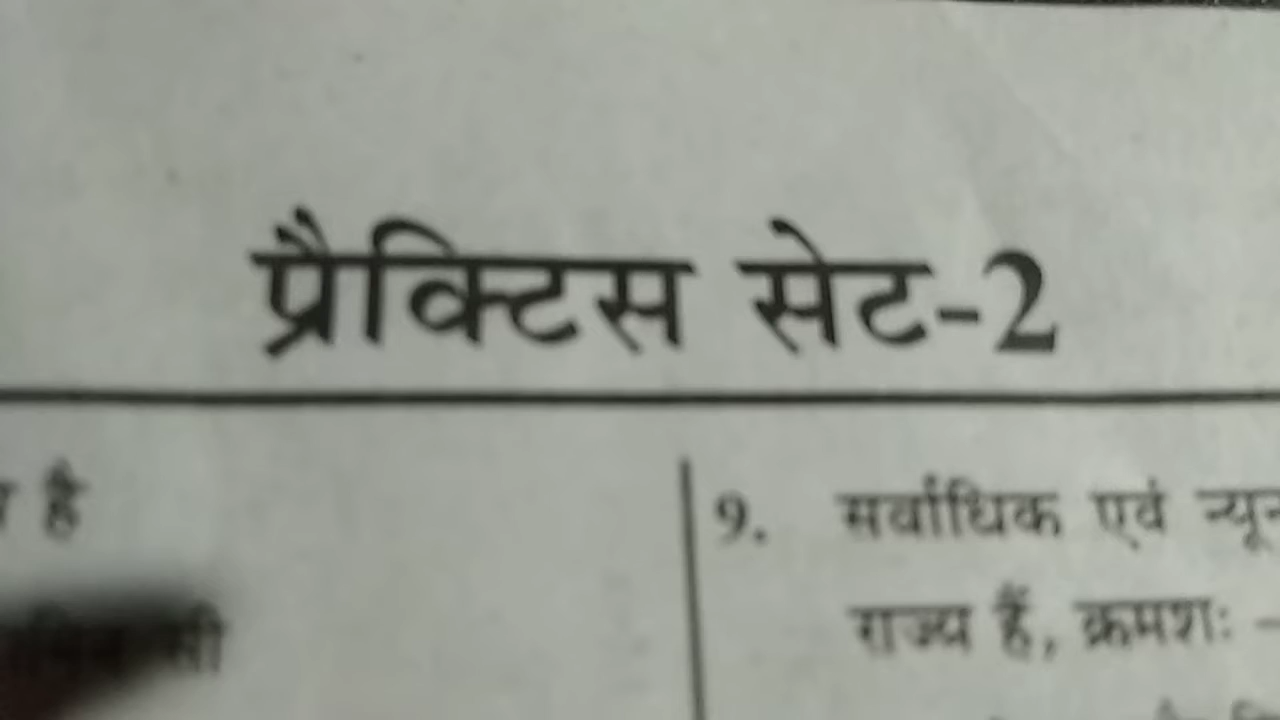 प्रैक्टिस सेट-2
है
9. सर्वाधिक एवं
राज्य हैं, क्रमशः -